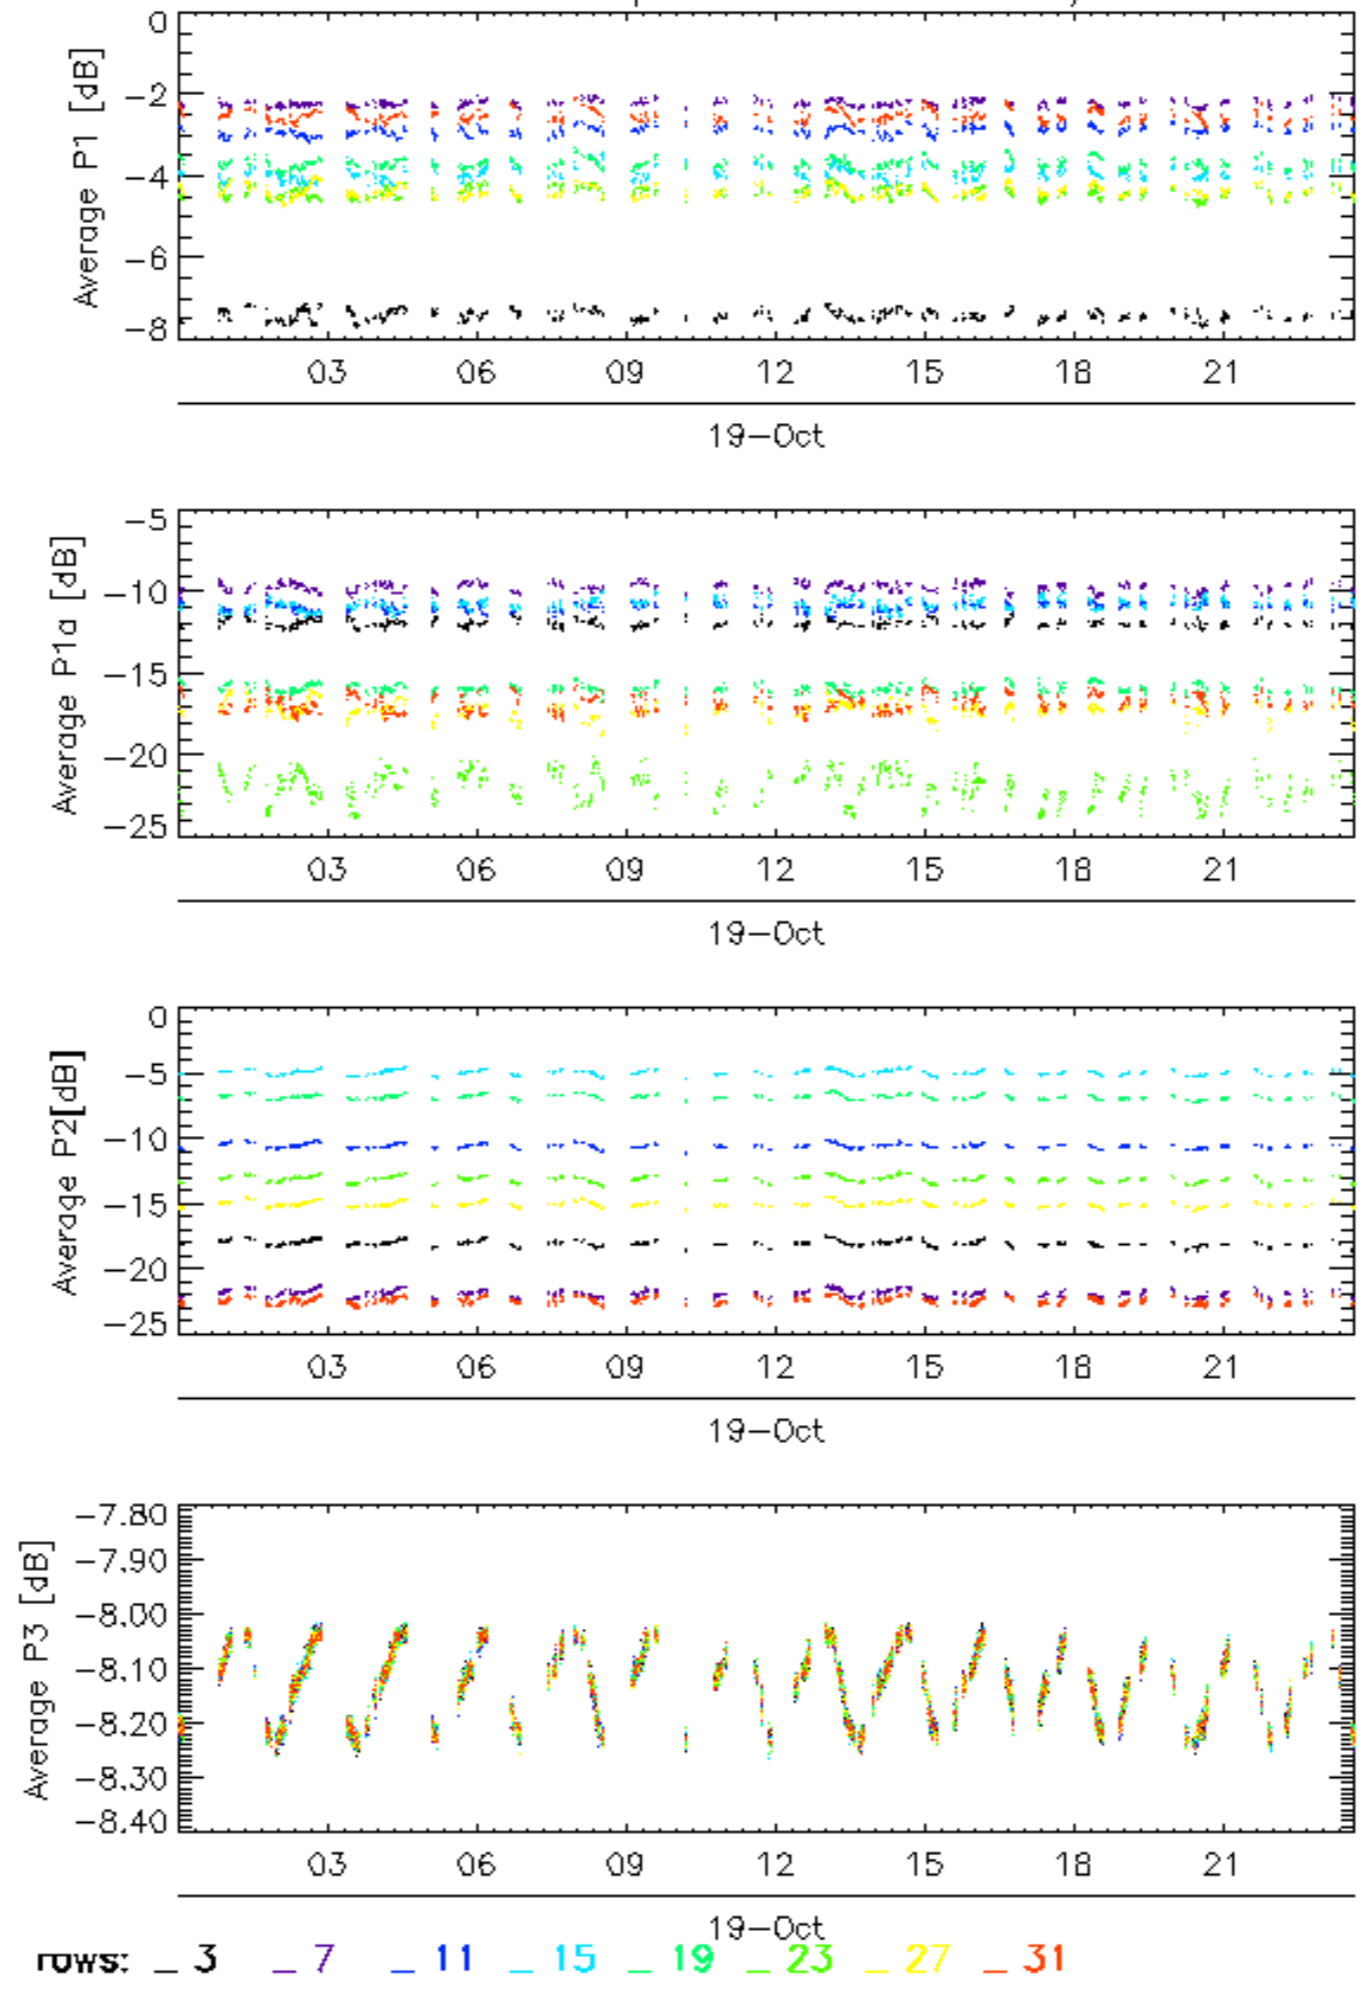 0
-2
-4
-6
-8
Average P1 [dB]
03 06 09 12 15 18 21
19-Oct
-5
-10
-15
-20
-25
Average P1a [dB]
03 06 09 12 15 18 21
19-Oct
0
-5
-10
-15
-20
-25
Average P2[dB]
03 06 09 12 15 18 21
19-Oct
-7.80
-7.90
-8.00
-8.10
-8.20
-8.30
-8.40
Average P3 [dB]
03 06 09 12 15 18 21
19-Oct
rows: _ 3 _ 7 _ 11 _ 15 _ 19 _ 23 _ 27 _ 31